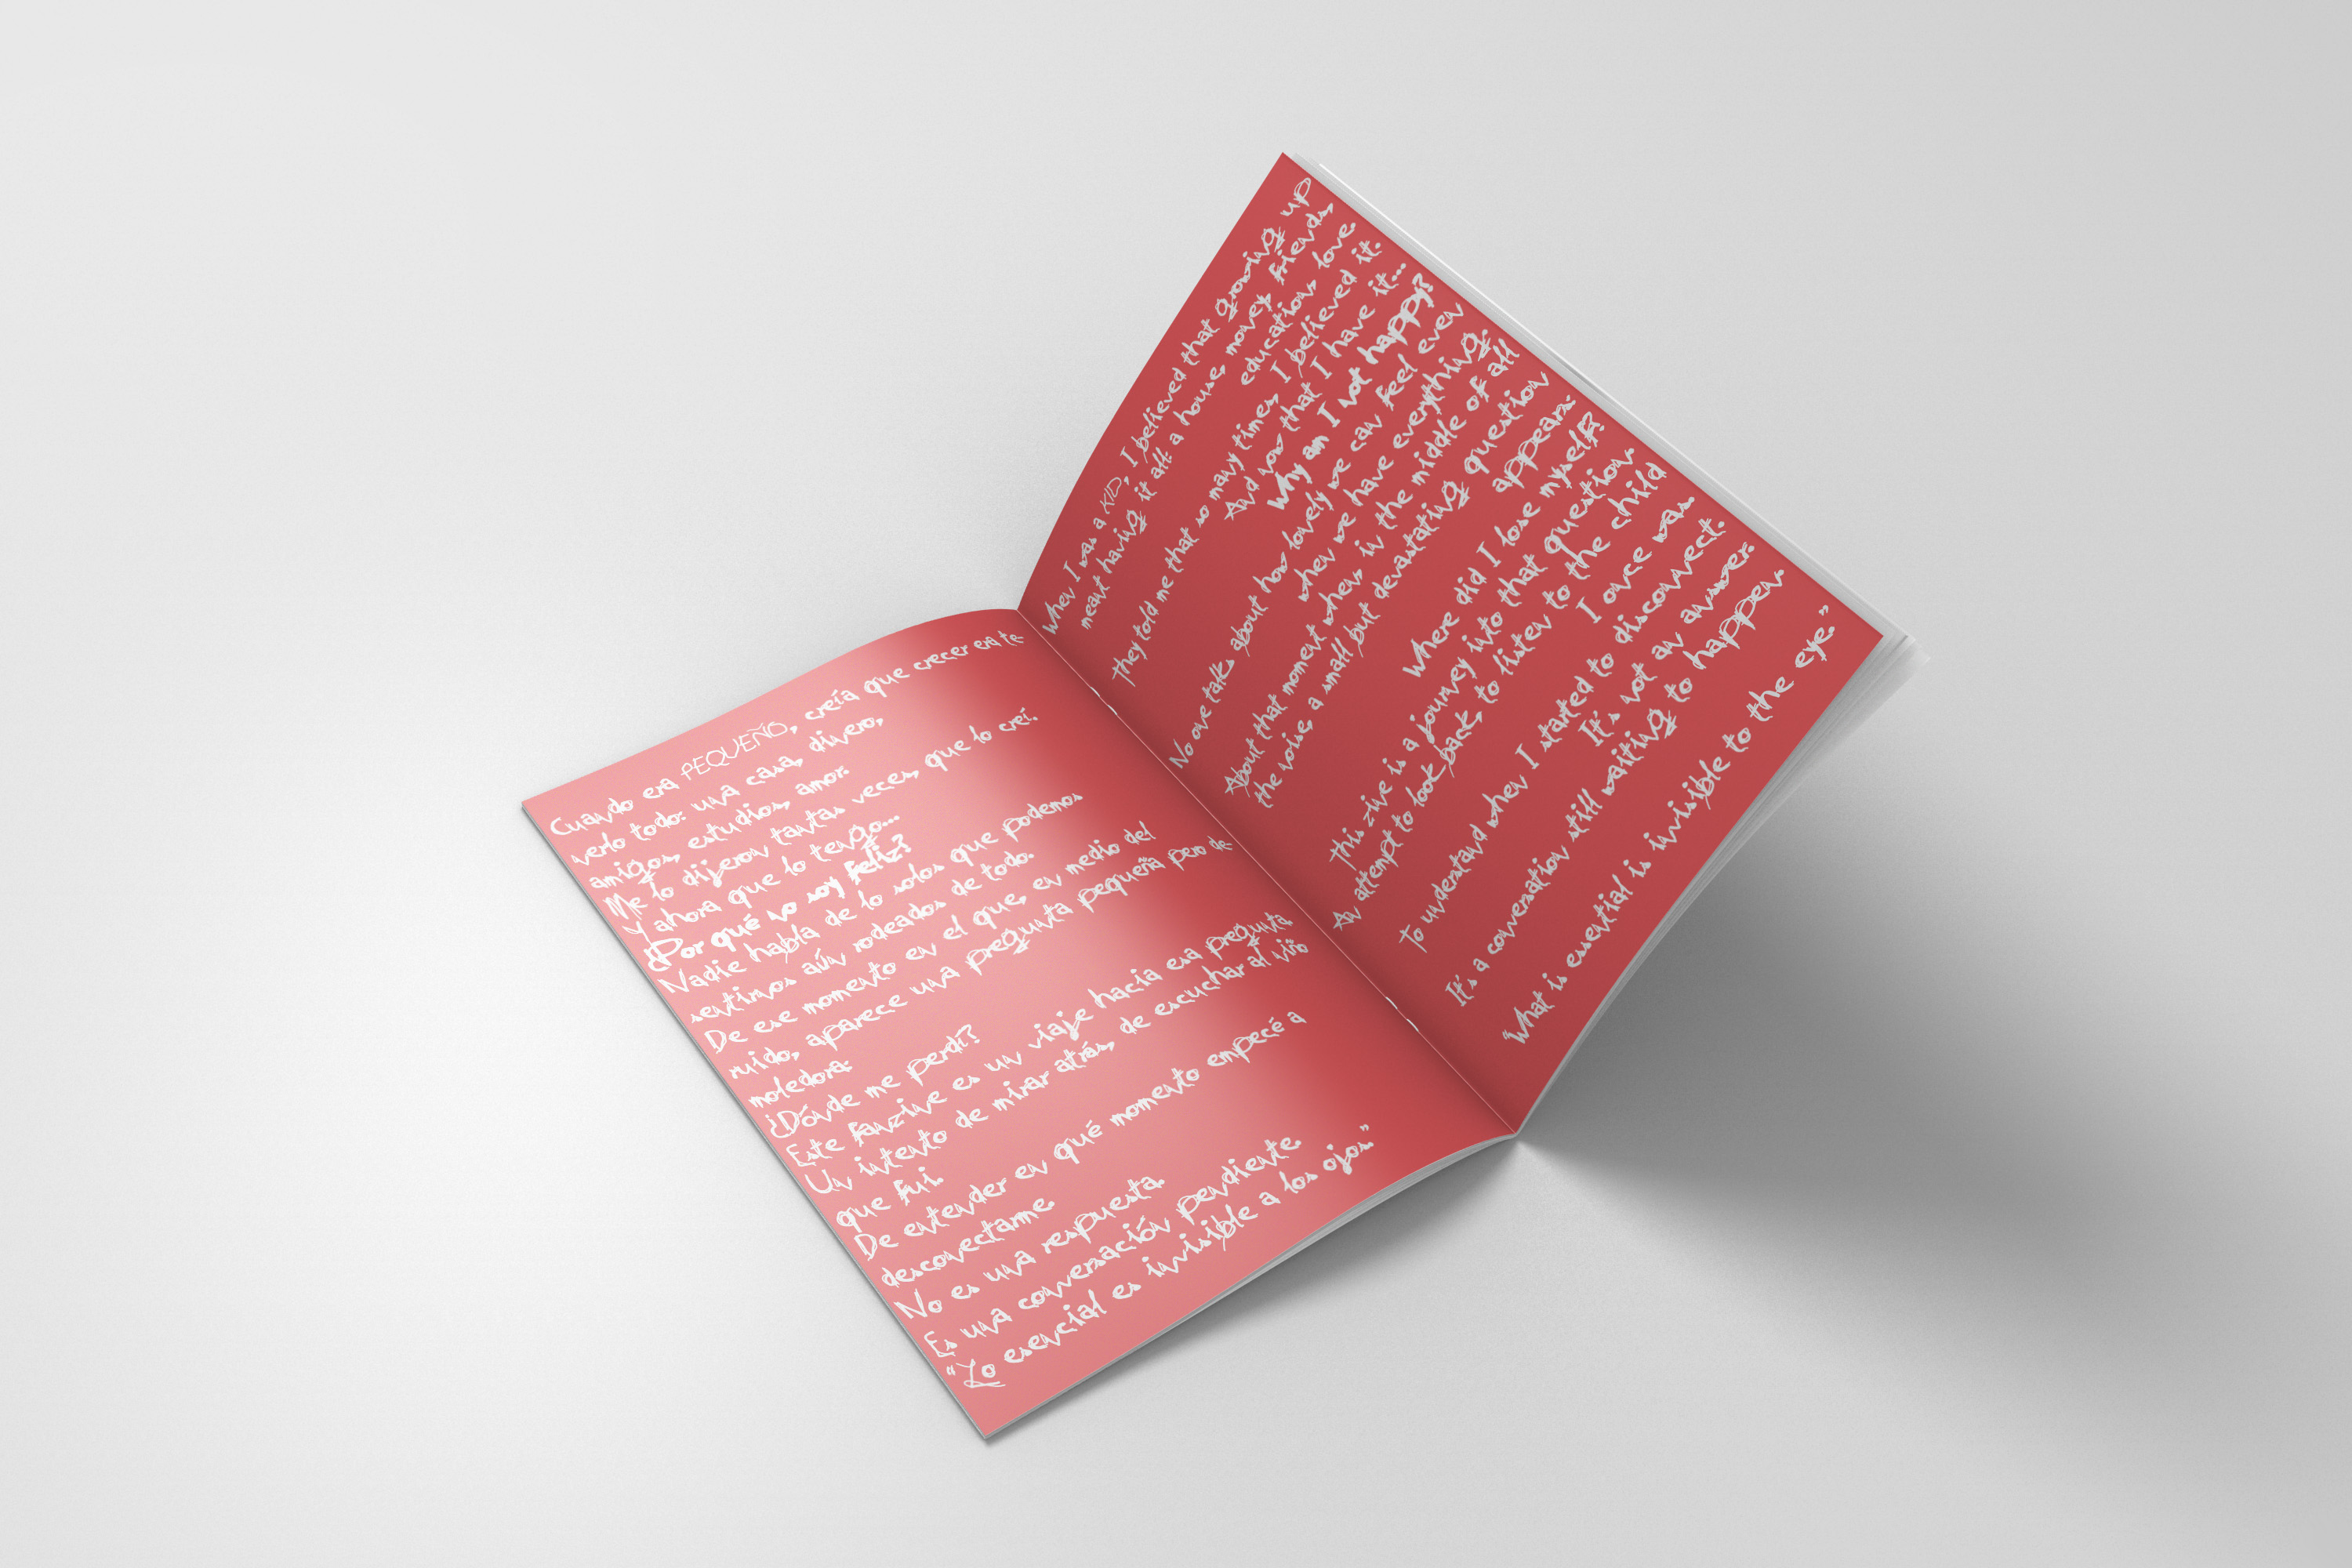 Cuando era PEQUEÑO, creía que crecer era te-
nerlo todo: una casa, dinero,
amigos, estudios, amor.
Me lo dijeron tantas veces, que lo creí.
Y ahora que lo tengo...
¿Por qué no soy feliz?
Nadie habla de lo solos que podemos
sentirnos aún rodeados de todo.
De ese momento en el que, en medio del
ruido, aparece una pregunta pequeña pero de-
moledora:
¿Dónde me perdí?
Este fanzine es un viaje hacia esa pregunta
Un intento de mirar atrás, de escuchar al niño
que fui.
De entender en qué momento empecé a
desconectarme.
No es una respuesta.
Es una conversación pendiente.
"Lo esencial es invisible a los ojos."
When I was a KID, I believed that growing up
meant having it all: a house, money, friends,
education, love.
They told me that so many times, I believed it.
And now that I have it...
Why am I not happy?
No one talks about how lonely we can feel even
when we have everything.
About that moment when, in the middle of all
the noise, a small but devastating question
appears:
Where did I lose myself?
This zine is a journey into that question.
An attempt to look back, to listen to the child
I once was
To understand when I started to disconnect.
It's not an answer.
It's a conversation still waiting to happen.
"What is essential is invisible to the eye."